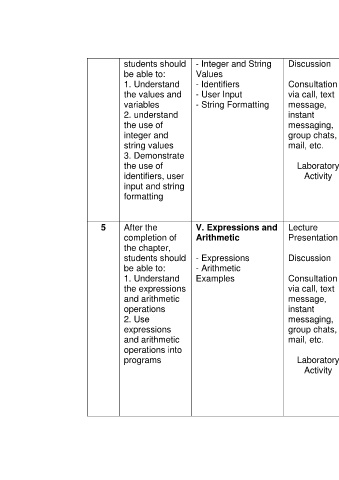 students should
be able to:
1. Understand
the values and
variables
2. understand
the use of
integer and
string values
3. Demonstrate
the use of
identifiers, user
input and string
formatting
- Integer and String
Values
- Identifiers
- User Input
- String Formatting
Discussion
Consultation
via call, text
message,
instant
messaging,
group chats,
mail, etc.
Laboratory
Activity
5
After the
completion of
the chapter,
students should
be able to:
1. Understand
the expressions
and arithmetic
operations
2. Use
expressions
and arithmetic
operations into
programs
V. Expressions and
Arithmetic
- Expressions
- Arithmetic
Examples
Lecture
Presentation
Discussion
Consultation
via call, text
message,
instant
messaging,
group chats,
mail, etc.
Laboratory
Activity